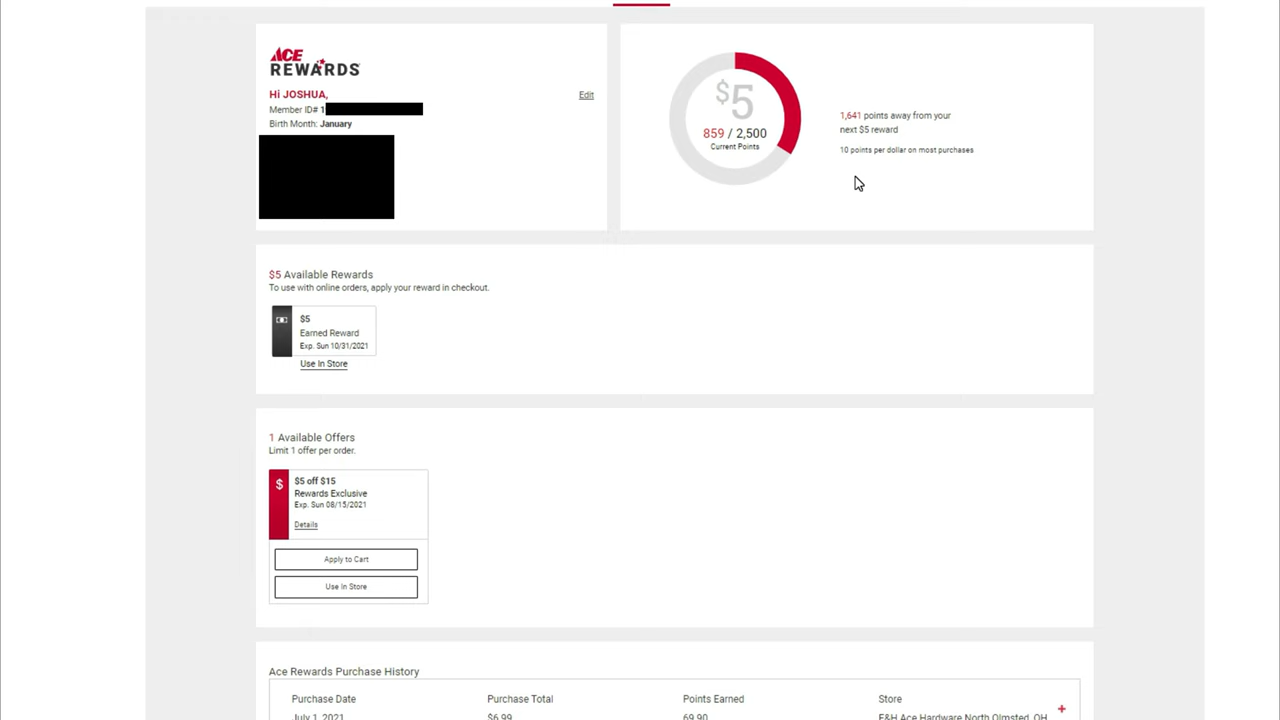 ACE
REWARDS
Hi JOSHUA,
Edit
Member ID# 1
Birth Month: January
$5
859 / 2,500
Current Points
1,641 points away from your
next $5 reward
10 points per dollar on most purchases
$5 Available Rewards
To use with online orders, apply your reward in checkout.
$5
Earned Reward
Exp. Sun 10/31/2021
Use In Store
1 Available Offers
Limit 1 offer per order.
$
$5 off $15
Rewards Exclusive
Exp. Sun 08/15/2021
Details
Apply to Cart
Use In Store
Ace Rewards Purchase History
Purchase Date Purchase Total Points Earned Store
July 1, 2021 $6.99 69.90 E&H Ace Hardware North Olmsted, OH +